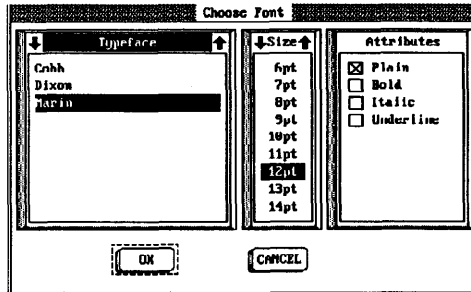 Choose Font
Typeface
Cobb
Dixon
Marin
Size
6pt
7pt
8pt
9pt
10pt
11pt
12pt
13pt
14pt
Attributes
Plain
Bold
Italic
Underline
OK
CANCEL